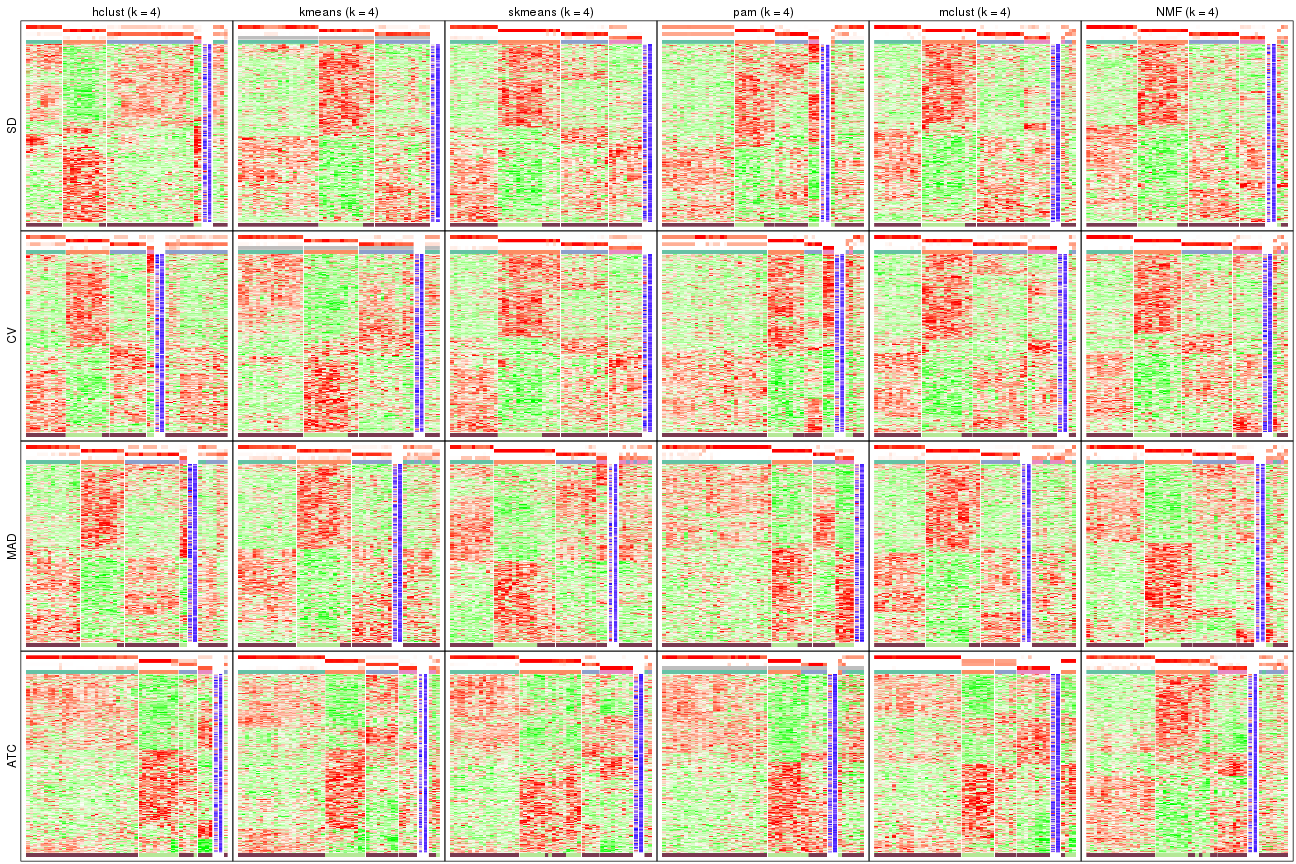 hclust (k = 4) kmeans (k = 4) skmeans (k = 4) pam (k = 4) mclust (k = 4) NMF (k = 4)
SD
CV
MAD
ATC